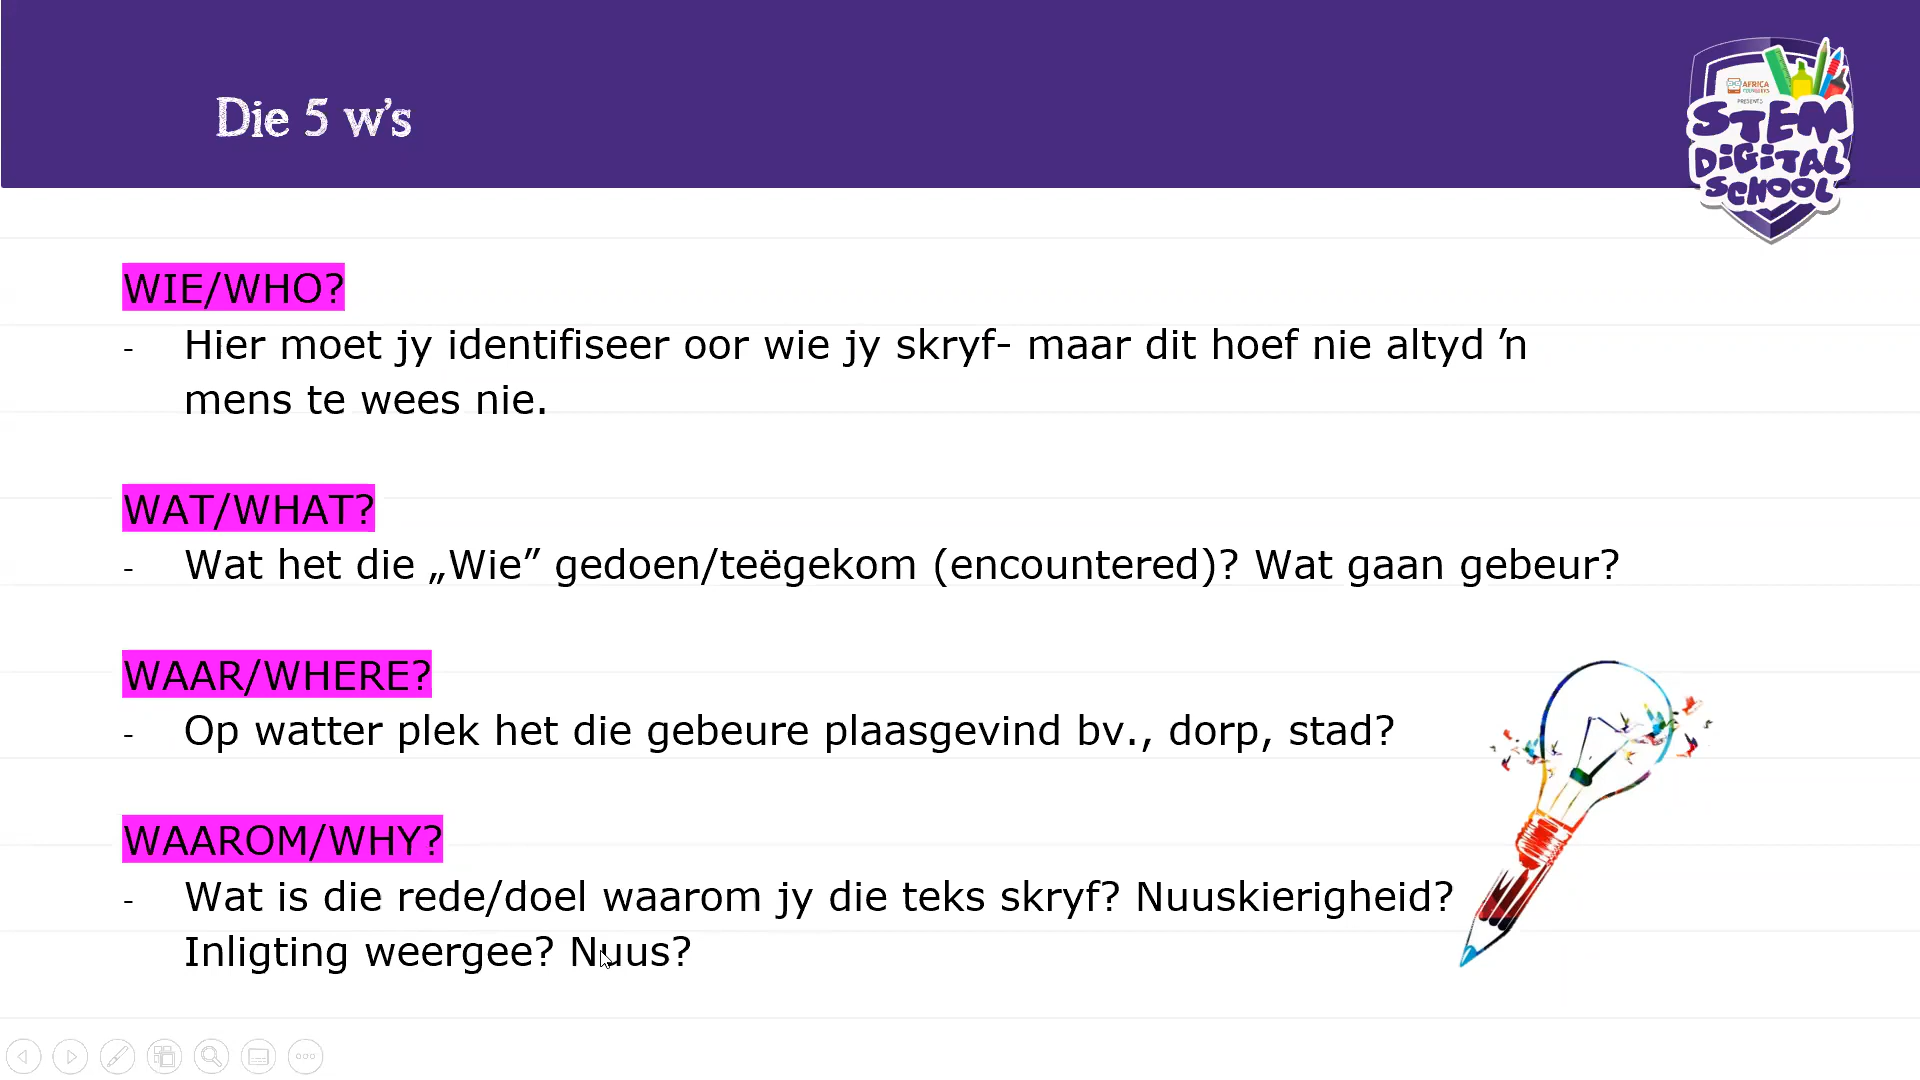 Die 5 w's
AFRICA
PRESENTS
STEM
DIGITAL
SCHOOL
WIE/WHO?
- Hier moet jy identifiseer oor wie jy skryf- maar dit hoef nie altyd ’n
mens te wees nie.
WAT/WHAT?
- Wat het die „Wie” gedoen/teëgekom (encountered)? Wat gaan gebeur?
WAAR/WHERE?
- Op watter plek het die gebeure plaasgevind bv., dorp, stad?
WAAROM/WHY?
- Wat is die rede/doel waarom jy die teks skryf? Nuuskierigheid?
Inligting weergee? Nuus?